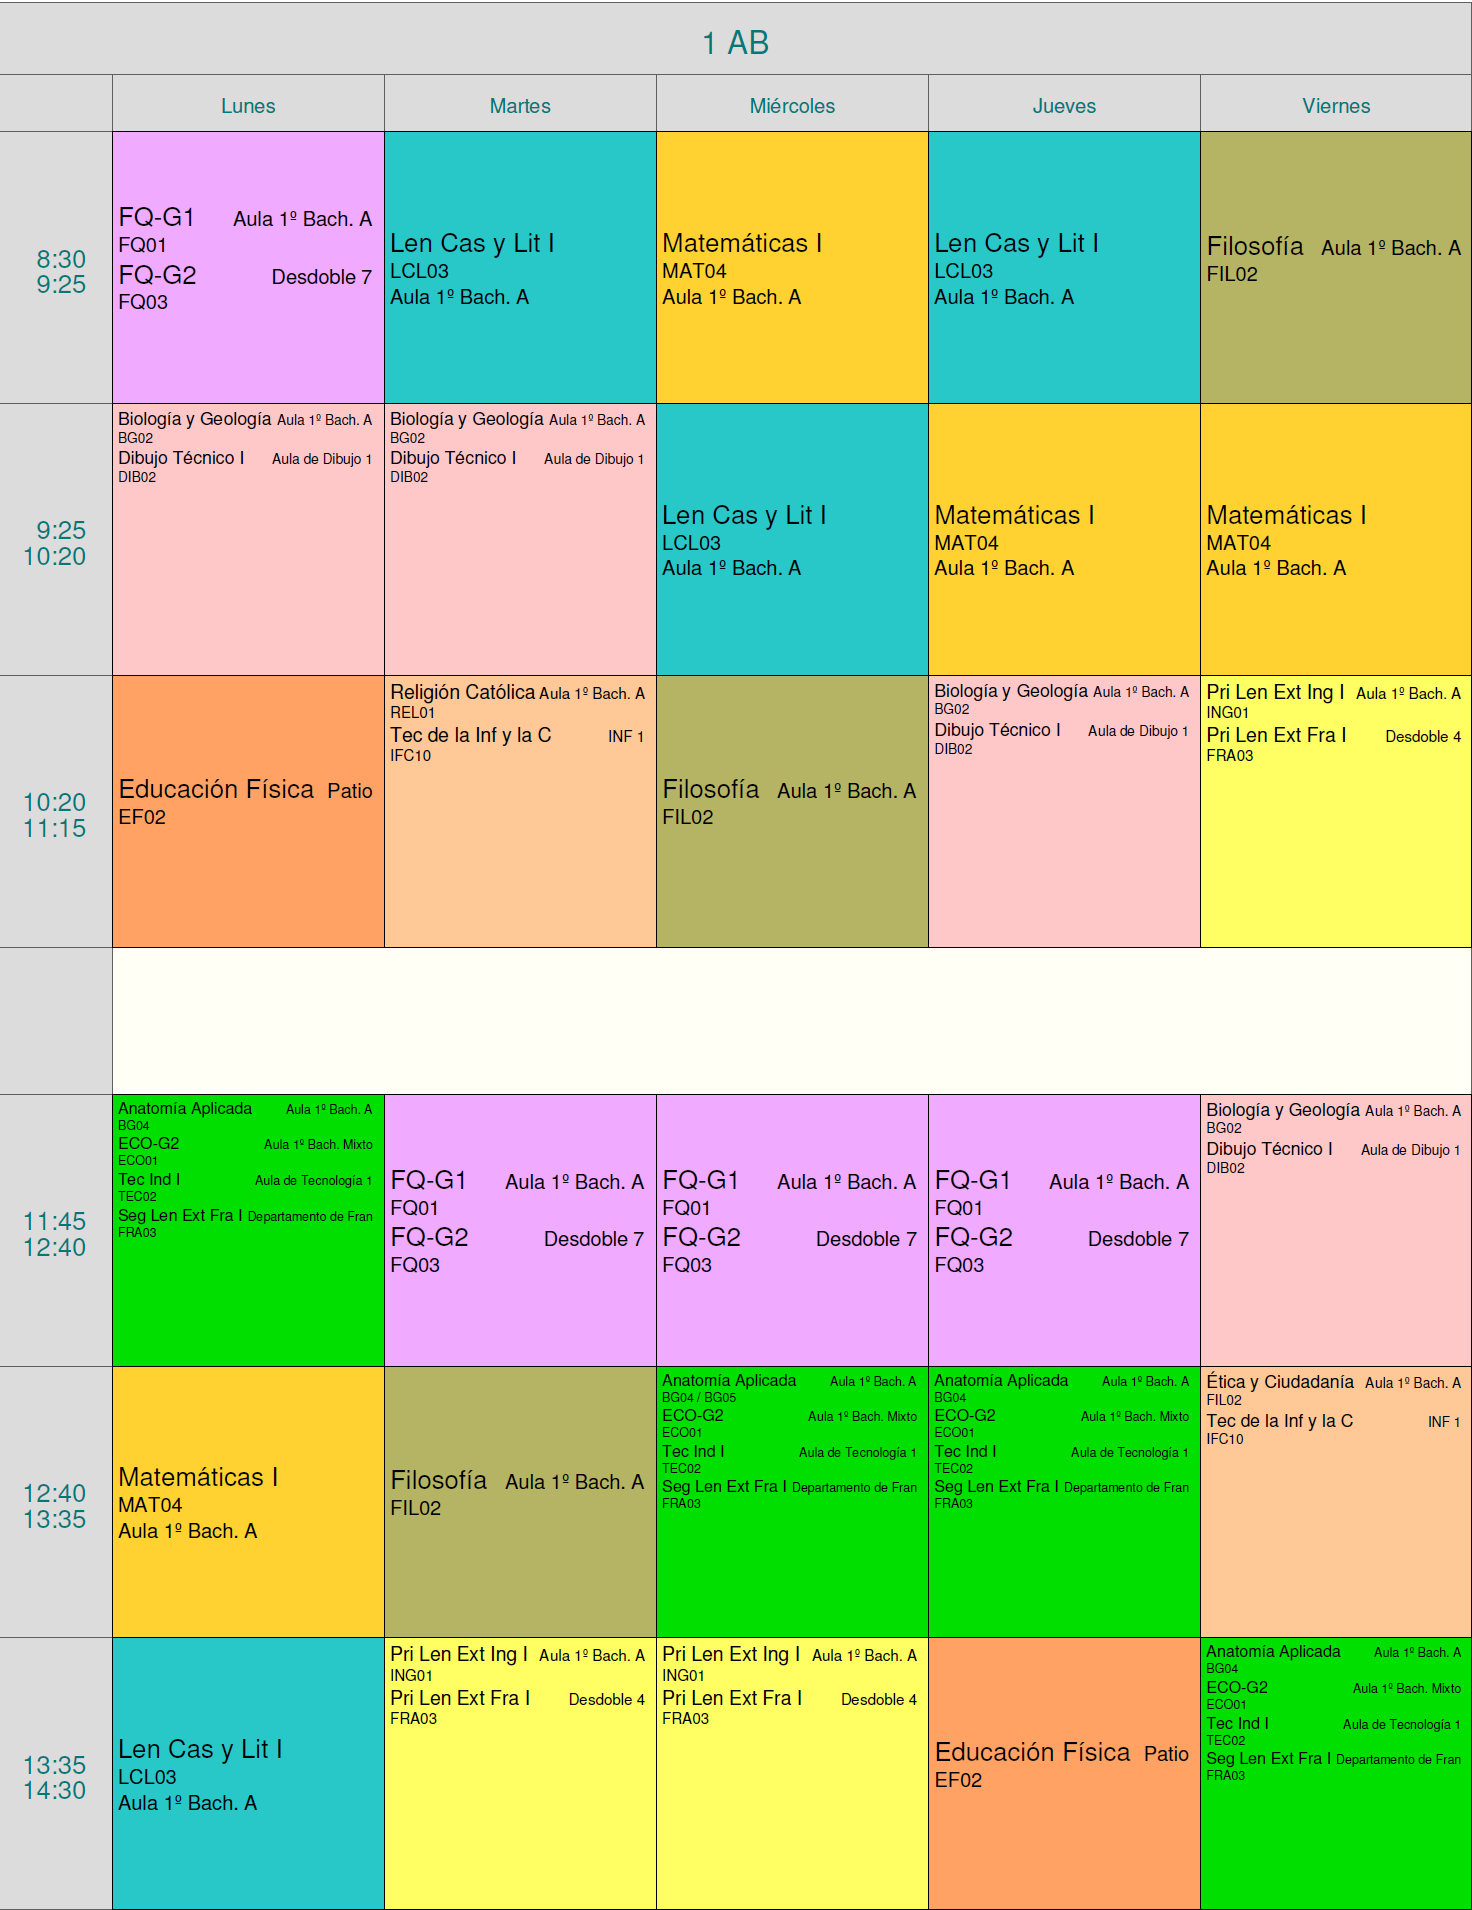 1 AB
Lunes Martes Miércoles Jueves Viernes
8:30
9:25
FQ-G1 Aula 1º Bach. A
FQ01
FQ-G2 Desdoble 7
FQ03
Len Cas y Lit I
LCL03
Aula 1º Bach. A
Matemáticas I
MAT04
Aula 1º Bach. A
Len Cas y Lit I
LCL03
Aula 1º Bach. A
Filosofía Aula 1º Bach. A
FIL02
9:25
10:20
Biología y Geología Aula 1º Bach. A
BG02
Dibujo Técnico I Aula de Dibujo 1
DIB02
Biología y Geología Aula 1º Bach. A
BG02
Dibujo Técnico I Aula de Dibujo 1
DIB02
Len Cas y Lit I
LCL03
Aula 1º Bach. A
Matemáticas I
MAT04
Aula 1º Bach. A
Matemáticas I
MAT04
Aula 1º Bach. A
10:20
11:15
Educación Física Patio
EF02
Religión Católica Aula 1º Bach. A
REL01
Tec de la Inf y la C INF 1
IFC10
Filosofía Aula 1º Bach. A
FIL02
Biología y Geología Aula 1º Bach. A
BG02
Dibujo Técnico I Aula de Dibujo 1
DIB02
Pri Len Ext Ing I Aula 1º Bach. A
ING01
Pri Len Ext Fra I Desdoble 4
FRA03
11:45
12:40
Anatomía Aplicada Aula 1º Bach. A
BG04
ECO-G2 Aula 1º Bach. Mixto
ECO01
Tec Ind I Aula de Tecnología 1
TEC02
Seg Len Ext Fra I Departamento de Fran
FRA03
FQ-G1 Aula 1º Bach. A
FQ01
FQ-G2 Desdoble 7
FQ03
FQ-G1 Aula 1º Bach. A
FQ01
FQ-G2 Desdoble 7
FQ03
FQ-G1 Aula 1º Bach. A
FQ01
FQ-G2 Desdoble 7
FQ03
Biología y Geología Aula 1º Bach. A
BG02
Dibujo Técnico I Aula de Dibujo 1
DIB02
12:40
13:35
Matemáticas I
MAT04
Aula 1º Bach. A
Filosofía Aula 1º Bach. A
FIL02
Anatomía Aplicada Aula 1º Bach. A
BG04 / BG05
ECO-G2 Aula 1º Bach. Mixto
ECO01
Tec Ind I Aula de Tecnología 1
TEC02
Seg Len Ext Fra I Departamento de Fran
FRA03
Anatomía Aplicada Aula 1º Bach. A
BG04
ECO-G2 Aula 1º Bach. Mixto
ECO01
Tec Ind I Aula de Tecnología 1
TEC02
Seg Len Ext Fra I Departamento de Fran
FRA03
Ética y Ciudadanía Aula 1º Bach. A
FIL02
Tec de la Inf y la C INF 1
IFC10
13:35
14:30
Len Cas y Lit I
LCL03
Aula 1º Bach. A
Pri Len Ext Ing I Aula 1º Bach. A
ING01
Pri Len Ext Fra I Desdoble 4
FRA03
Pri Len Ext Ing I Aula 1º Bach. A
ING01
Pri Len Ext Fra I Desdoble 4
FRA03
Educación Física Patio
EF02
Anatomía Aplicada Aula 1º Bach. A
BG04
ECO-G2 Aula 1º Bach. Mixto
ECO01
Tec Ind I Aula de Tecnología 1
TEC02
Seg Len Ext Fra I Departamento de Fran
FRA03